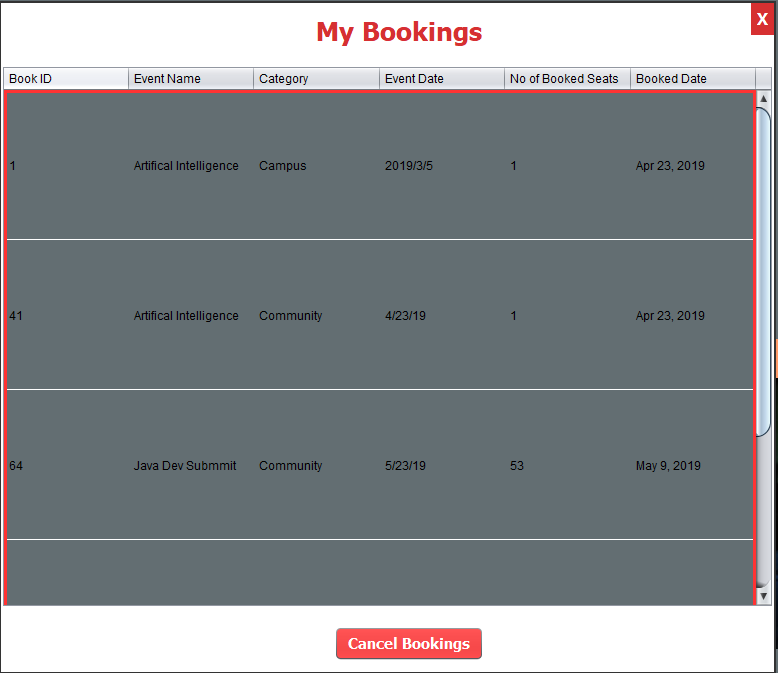 X
My Bookings
Book ID Event Name Category Event Date No of Booked Seats Booked Date
1 Artifical Intelligence Campus 2019/3/5 1 Apr 23, 2019
41 Artifical Intelligence Community 4/23/19 1 Apr 23, 2019
64 Java Dev Submmit Community 5/23/19 53 May 9, 2019
Cancel Bookings